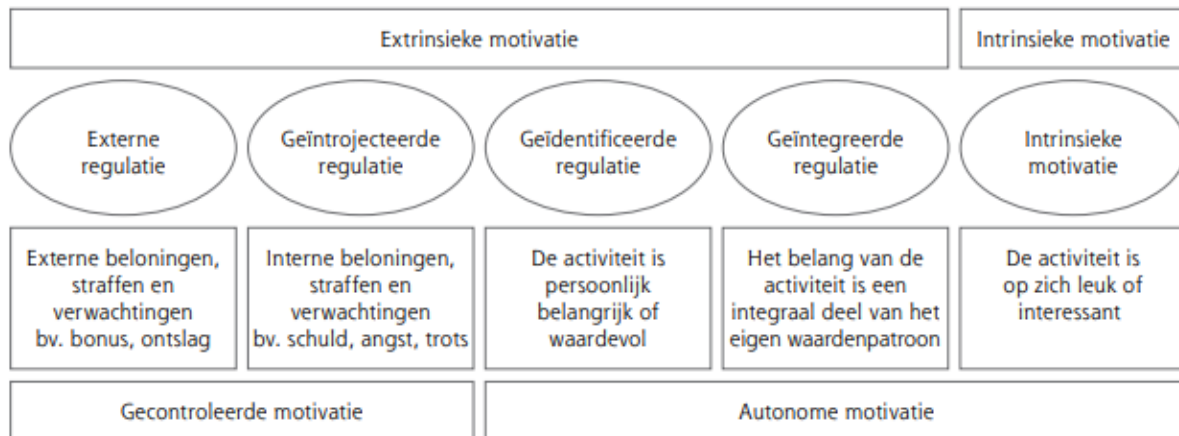 Extrinsieke motivatie
Intrinsieke motivatie
Externe
regulatie
Geïntrojecteerde
regulatie
Geïdentificeerde
regulatie
Geïntegreerde
regulatie
Intrinsieke
motivatie
Externe beloningen,
straffen en
verwachtingen
bv. bonus, ontslag
Interne beloningen,
straffen en
verwachtingen
bv. schuld, angst, trots
De activiteit is
persoonlijk
belangrijk of
waardevol
Het belang van de
activiteit is een
integraal deel van het
eigen waardenpatroon
De activiteit is
op zich leuk of
interessant
Gecontroleerde motivatie
Autonome motivatie